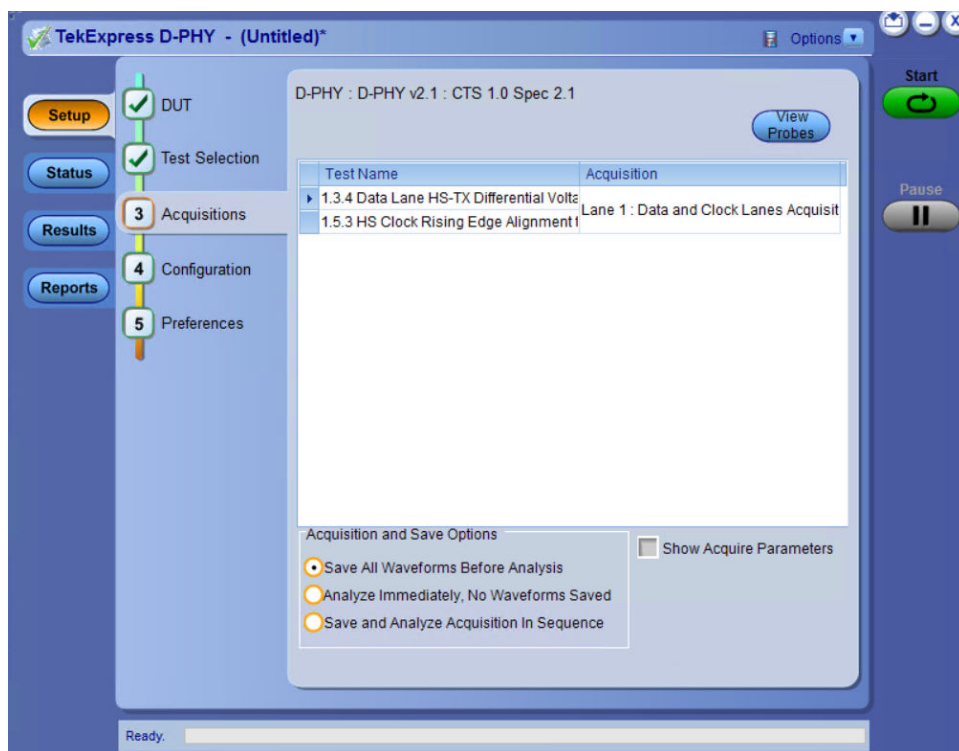 TekExpress D-PHY - (Untitled)*
Options
Start
Pause
Setup
Status
Results
Reports
DUT
Test Selection
3 Acquisitions
4 Configuration
5 Preferences
D-PHY : D-PHY v2.1 : CTS 1.0 Spec 2.1
View
Probes
Test Name Acquisition
1.3.4 Data Lane HS-TX Differential Volta
Lane 1 : Data and Clock Lanes Acquisit
1.5.3 HS Clock Rising Edge Alignment t
Acquisition and Save Options
Save All Waveforms Before Analysis
Analyze Immediately, No Waveforms Saved
Save and Analyze Acquisition In Sequence
Show Acquire Parameters
Ready.